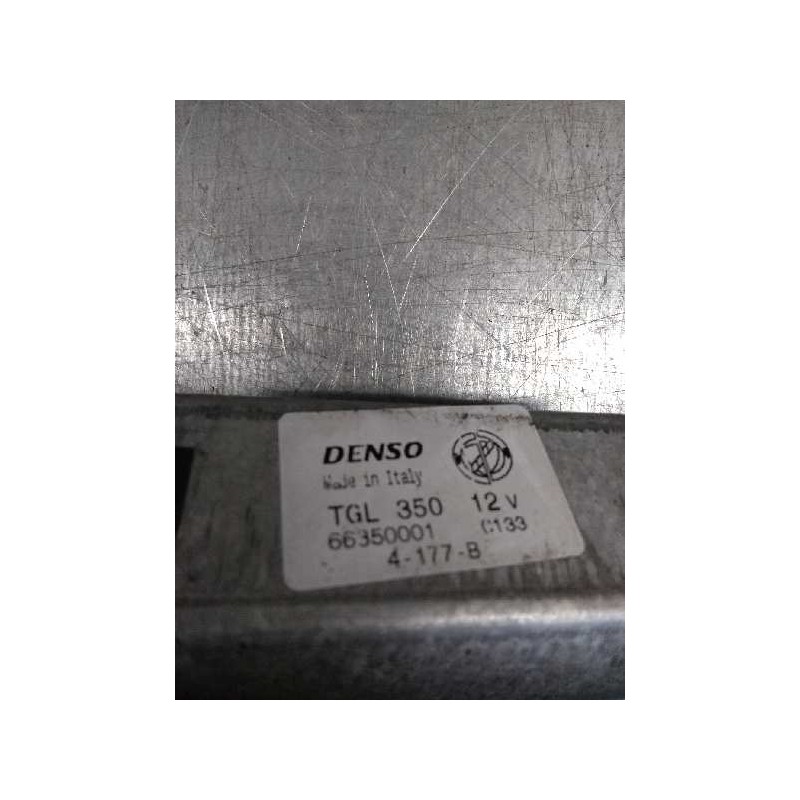 DENSO
Made in Italy
TGL 350 12 V
66350001 C133
4-177-B